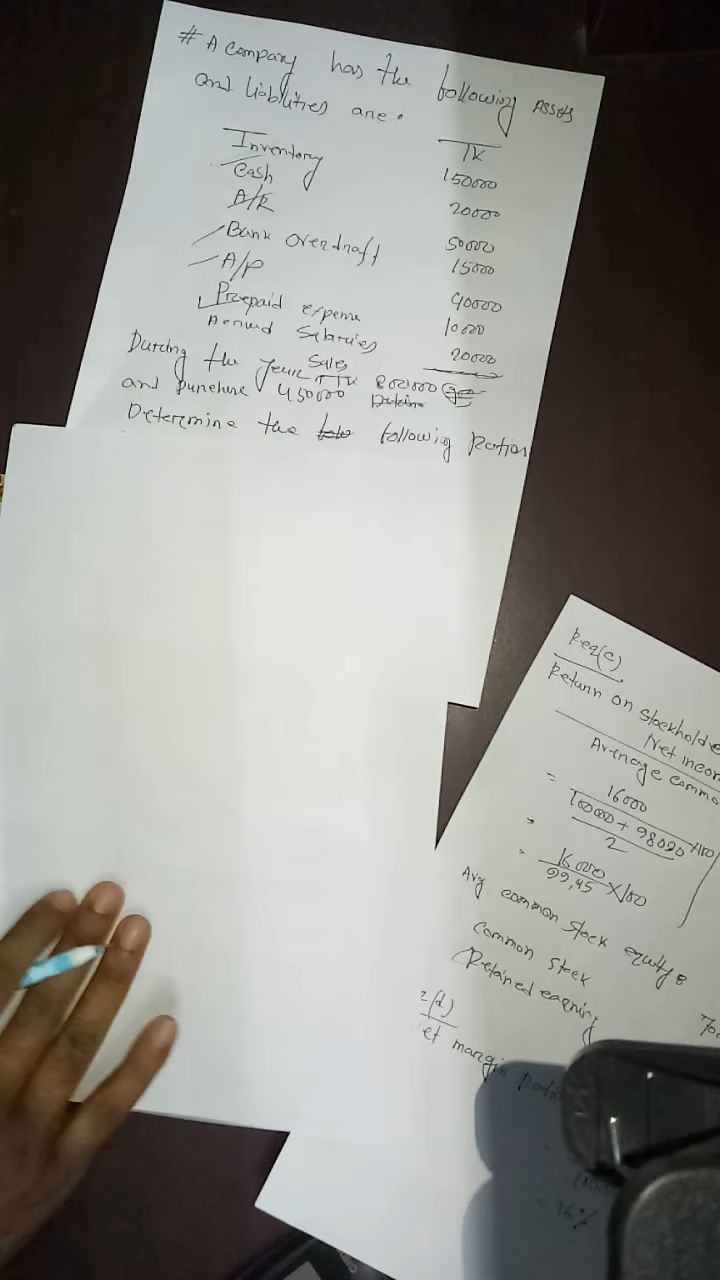 # A company has the following Assets
and liabilities are.
TK
Inventory 150000
Cash 20000
A/R 50000
Bank overdraft 15000
A/P 40000
Prepaid expense 10000
Salaries 20000
During the year Sales TK 800000
and purchase 450000
Determine the following Ratios
Req(c)
Return on Stockholde
Net incom
Average commo
= 16000
100000 + 98020 ×100
2
= 16000 ×100
99,45
Avg common stock equity
common stock
Retained earning
2(d)
et margin
= 16%